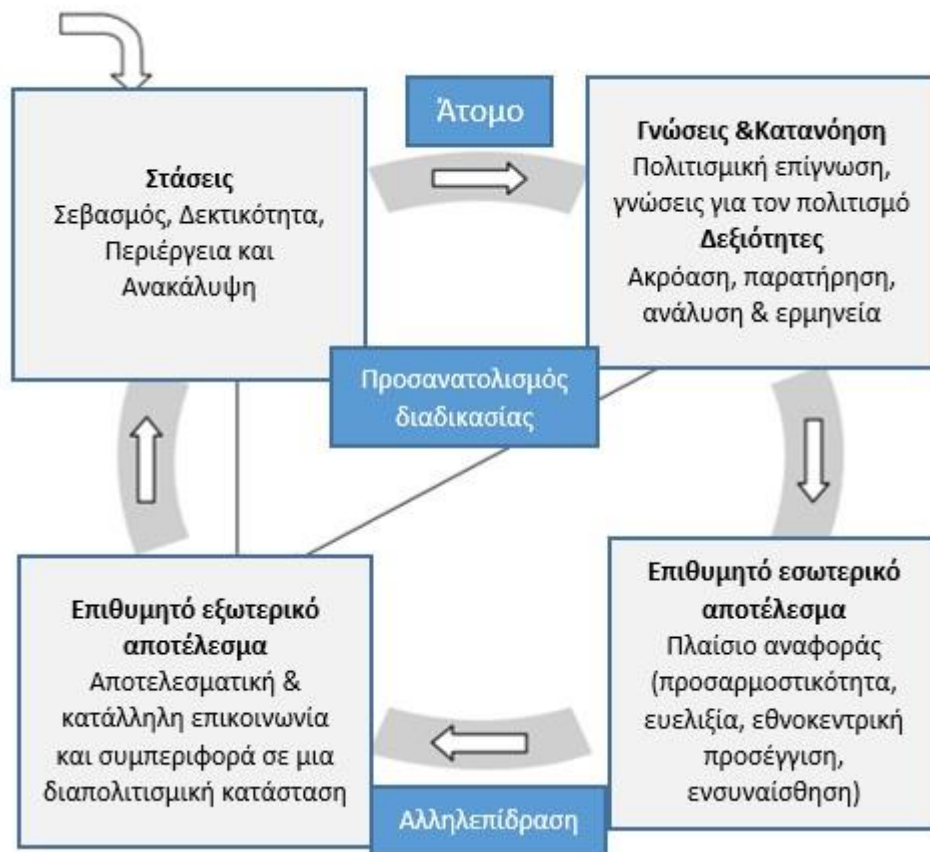 Άτομο
Στάσεις
Σεβασμός, Δεκτικότητα,
Περιέργεια και
Ανακάλυψη
Γνώσεις &Κατανόηση
Πολιτισμική επίγνωση,
γνώσεις για τον πολιτισμό
Δεξιότητες
Ακρόαση, παρατήρηση,
ανάλυση & ερμηνεία
Προσανατολισμός
διαδικασίας
Επιθυμητό εξωτερικό
αποτέλεσμα
Αποτελεσματική &
κατάλληλη επικοινωνία
και συμπεριφορά σε μια
διαπολιτισμική κατάσταση
Επιθυμητό εσωτερικό
αποτέλεσμα
Πλαίσιο αναφοράς
(προσαρμοστικότητα,
ευελιξία, εθνοκεντρική
προσέγγιση,
ενσυναίσθηση)
Αλληλεπίδραση